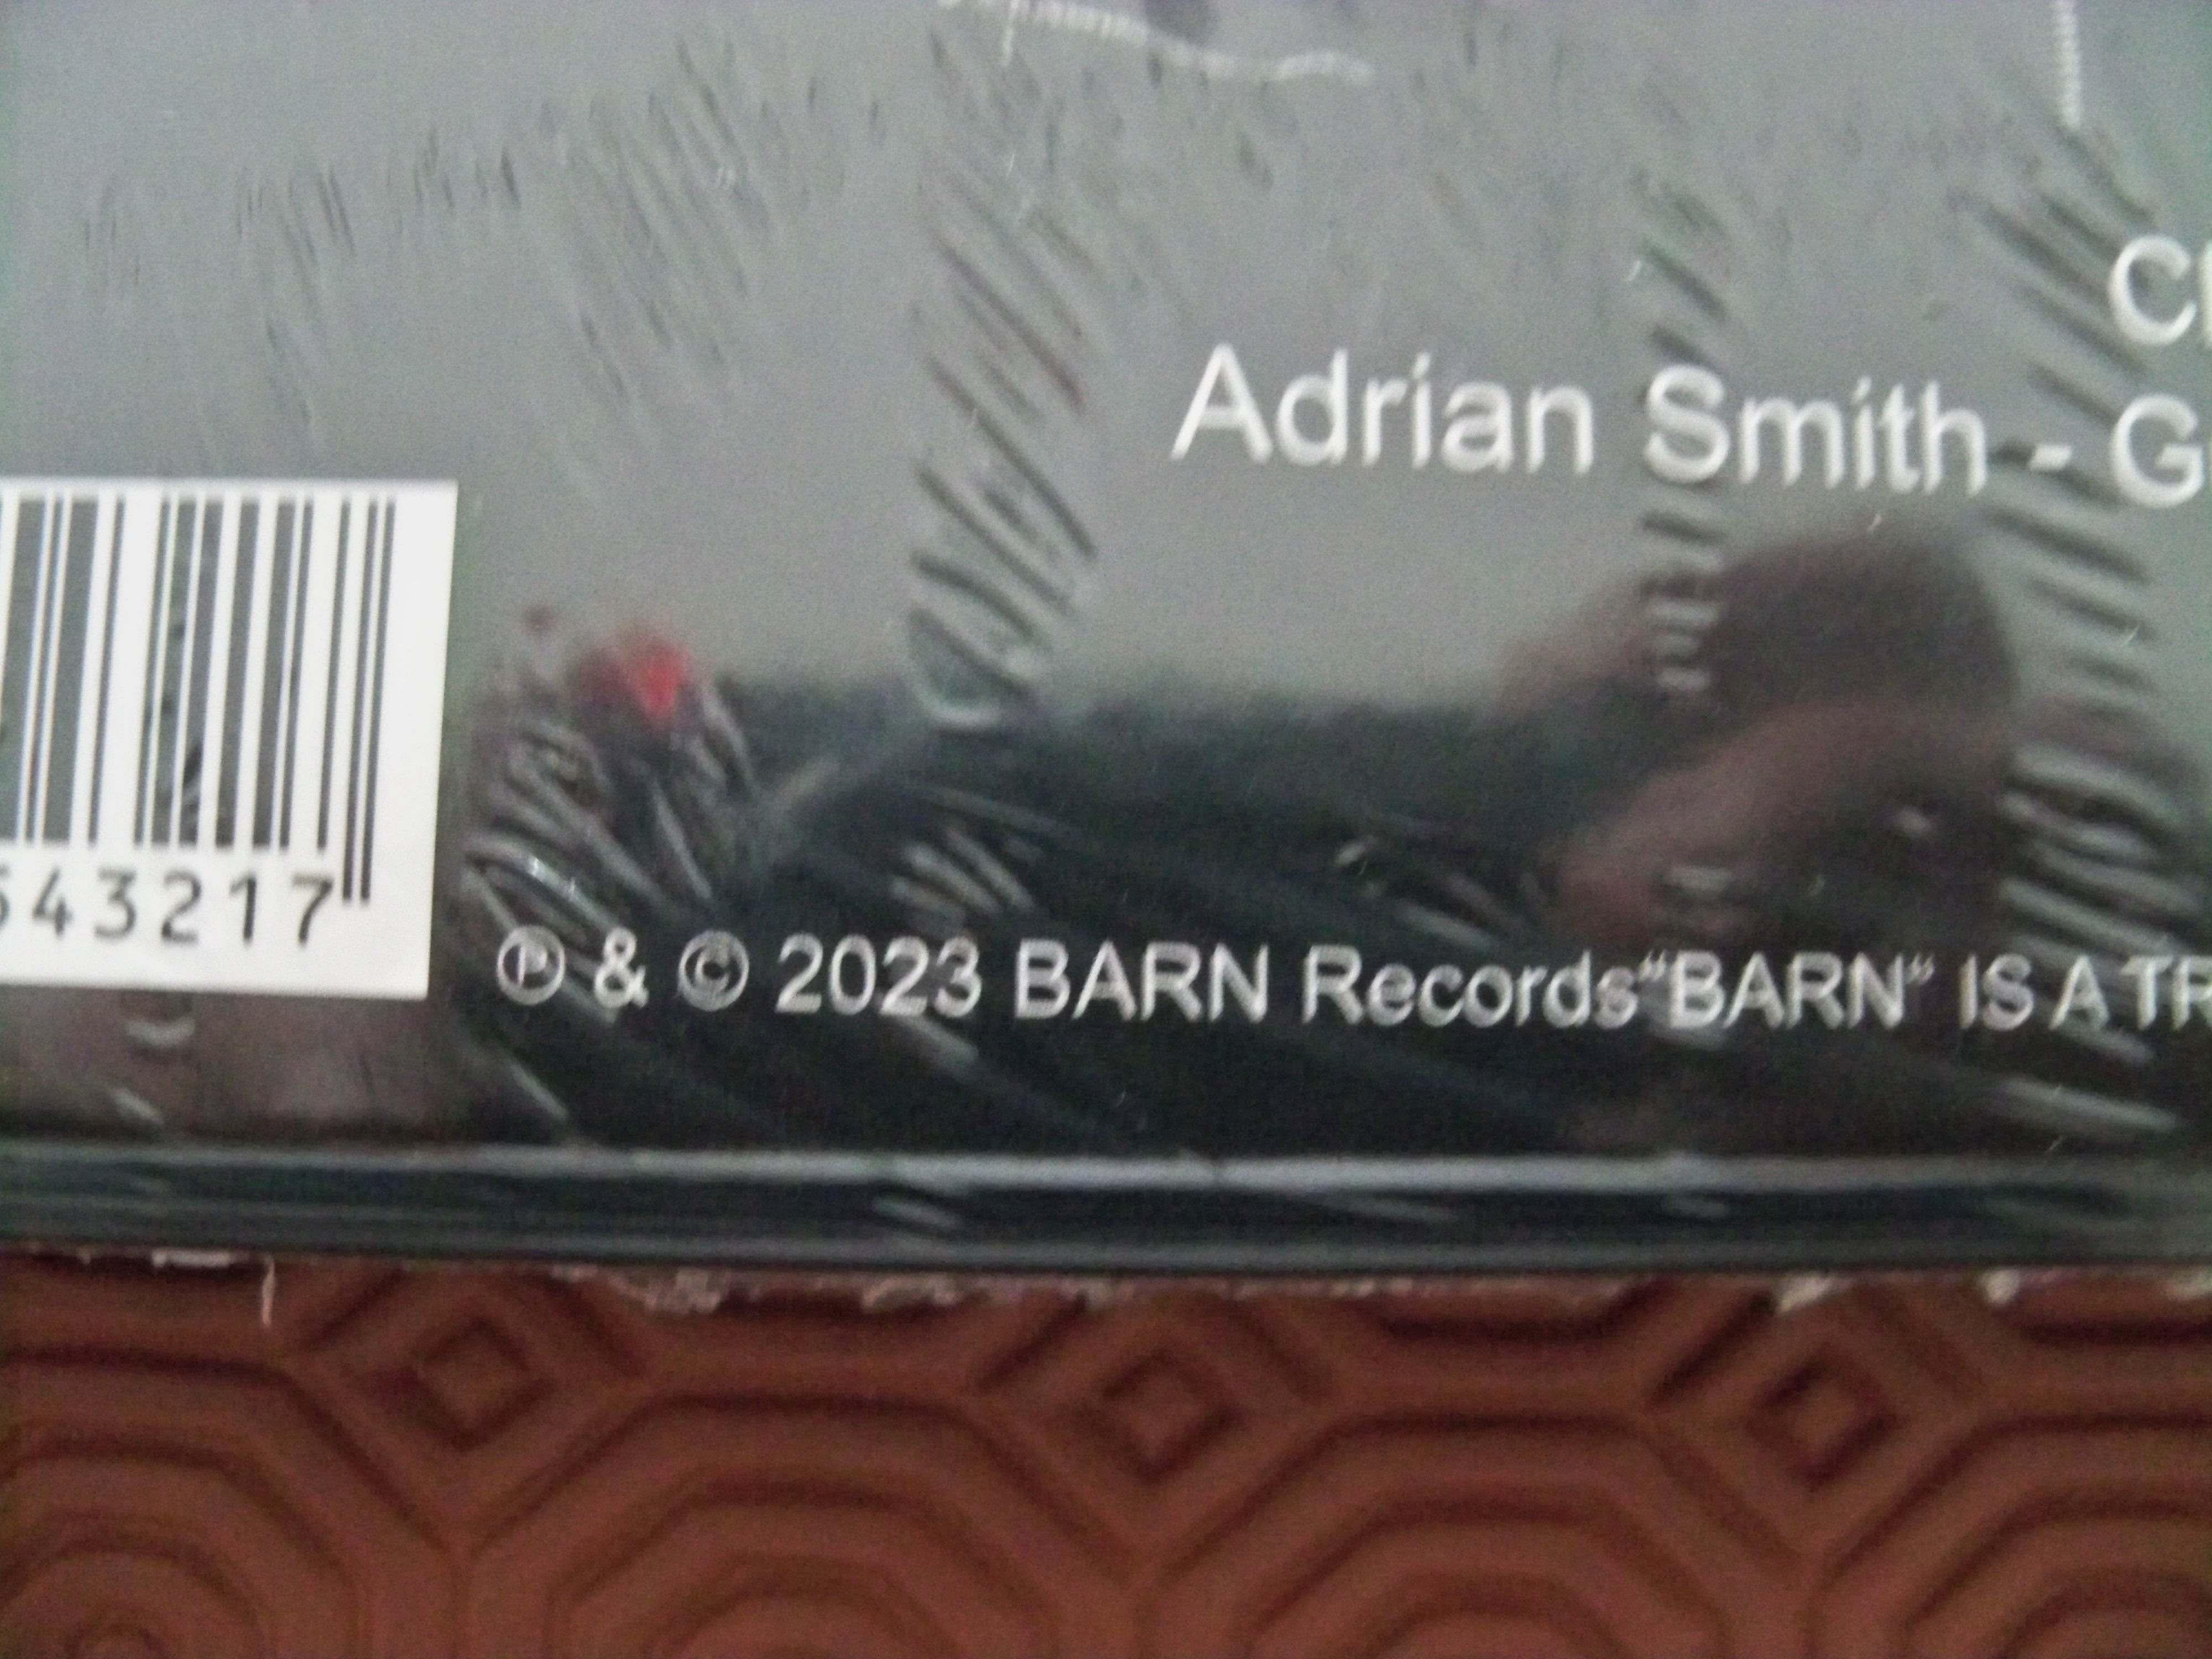 Adrian Smith -
543217
Ⓟ & © 2023 BARN Records“BARN” IS A